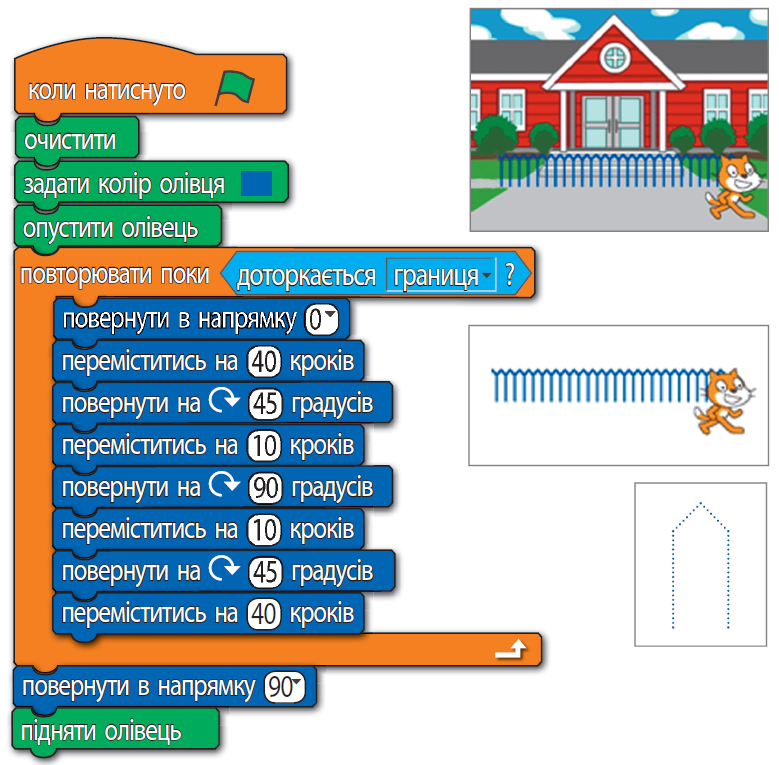 коли натиснуто
очистити
задати колір олівця
опустити олівець
повторювати поки доторкається границя ?
повернути в напрямку 0
переміститись на 40 кроків
повернути на 45 градусів
переміститись на 10 кроків
повернути на 90 градусів
переміститись на 10 кроків
повернути на 45 градусів
переміститись на 40 кроків
повернути в напрямку 90
підняти олівець